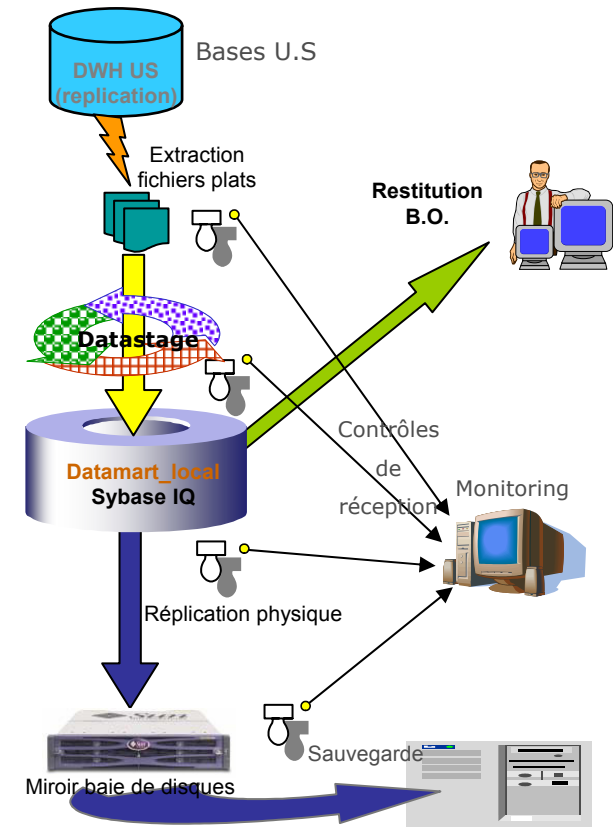 Bases U.S
DWH US
(replication)
Extraction
fichiers plats
Restitution
B.O.
Datastage
Contrôles
de
réception
Monitoring
Datamart_local
Sybase IQ
Réplication physique
Sun
Sauvegarde
Miroir baie de disques